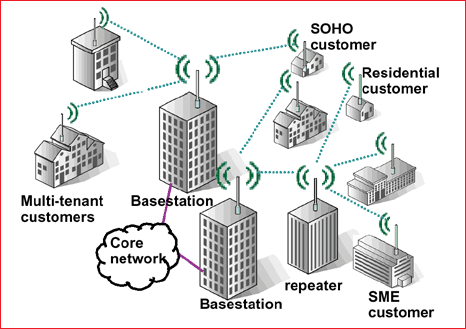 SOHO
customer
Residential
customer
Multi-tenant
customers
Basestation
Core
network
Basestation
repeater
SME
customer